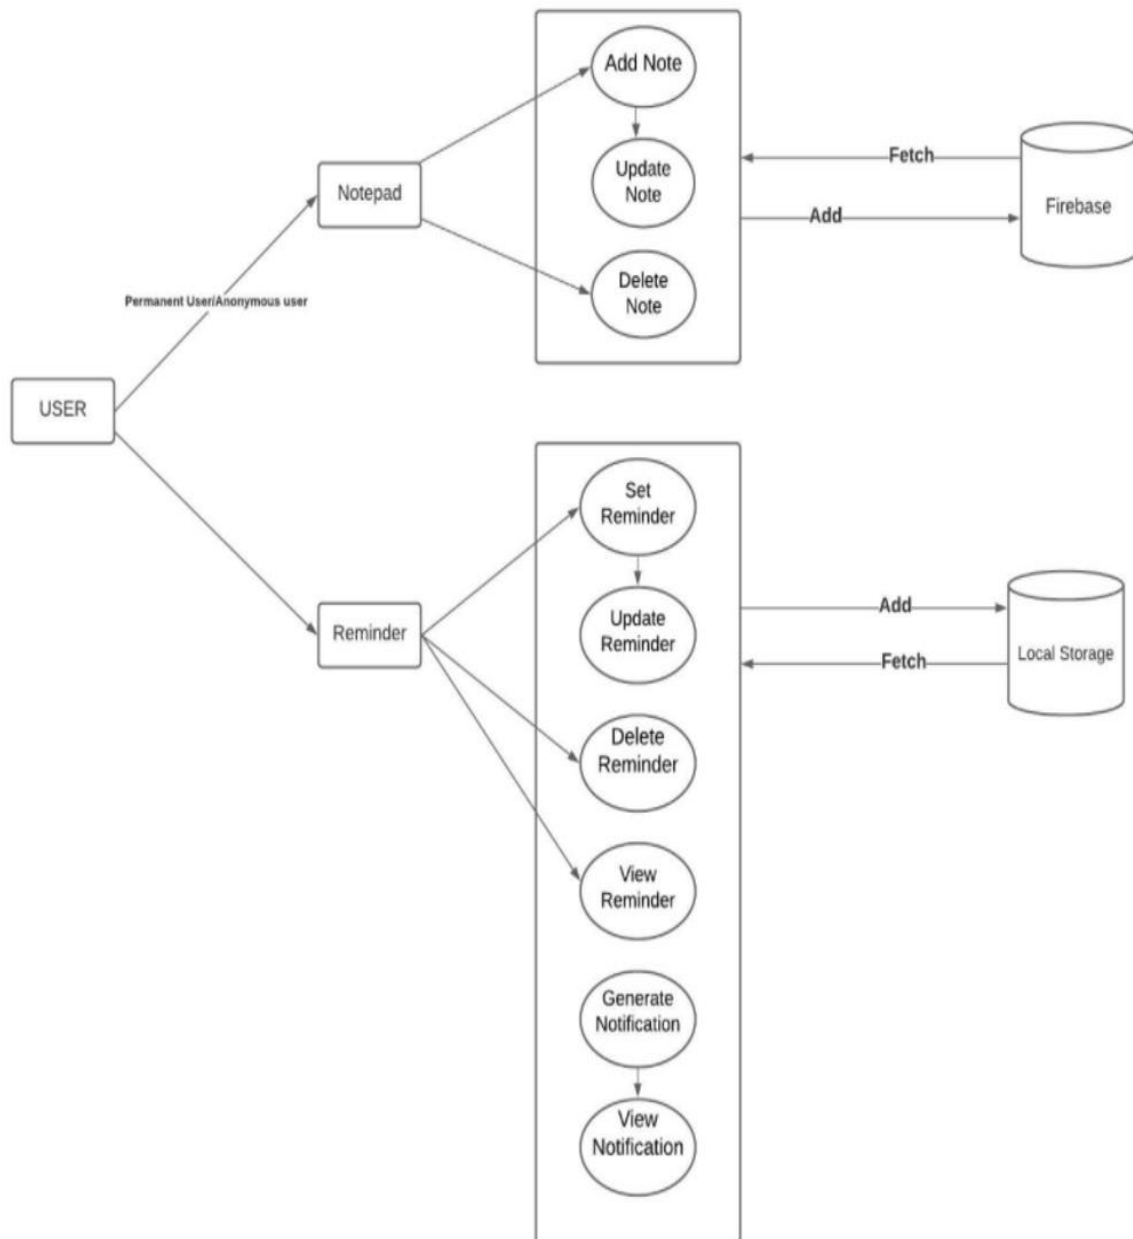 Add Note
Update
Note
Delete
Note
Notepad
Fetch
Add
Firebase
Permanent User/Anonymous user
USER
Reminder
Set
Reminder
Update
Reminder
Delete
Reminder
View
Reminder
Generate
Notification
View
Notification
Add
Fetch
Local Storage